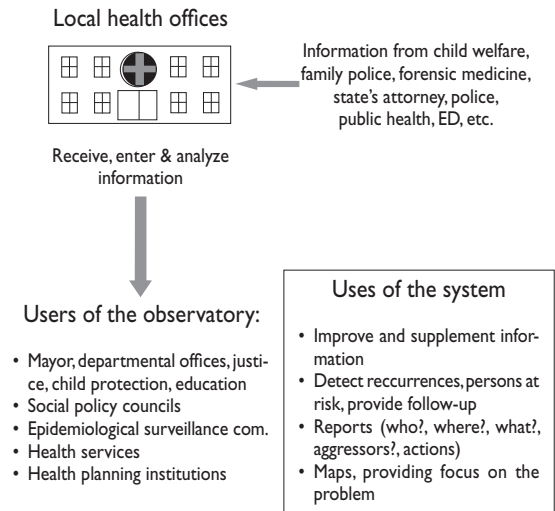 Local health offices
Information from child welfare,
family police, forensic medicine,
state's attorney, police,
public health, ED, etc.
Receive, enter & analyze
information
Users of the observatory:
• Mayor, departmental offices, justi-
ce, child protection, education
• Social policy councils
• Epidemiological surveillance com.
• Health services
• Health planning institutions
Uses of the system
• Improve and supplement infor-
mation
• Detect reccurrences, persons at
risk, provide follow-up
• Reports (who?, where?, what?,
aggressors?, actions)
• Maps, providing focus on the
problem